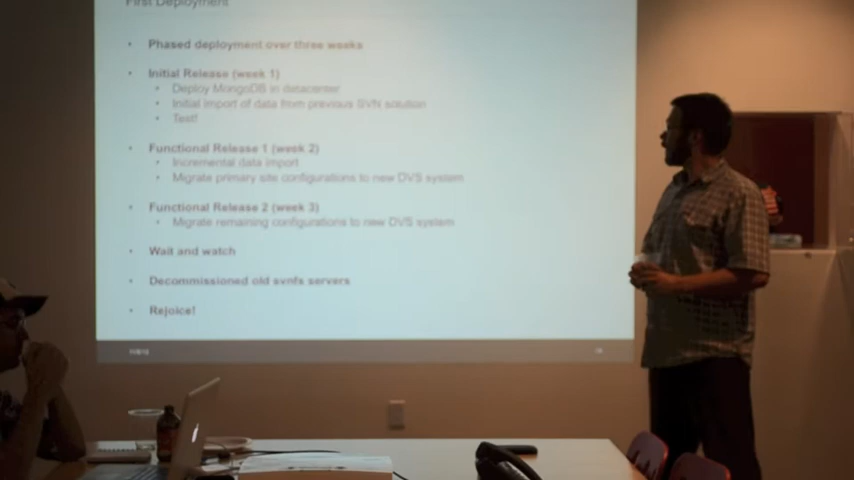 First Deployment
• Phased deployment over three weeks
• Initial Release (week 1)
• Deploy MongoDB in datacenter
• Initial import of data from previous SVN solution
• Test!
• Functional Release 1 (week 2)
• Incremental data import
• Migrate primary site configurations to new DVS system
• Functional Release 2 (week 3)
• Migrate remaining configurations to new DVS system
• Wait and watch
• Decommissioned old svnfs servers
• Rejoice!